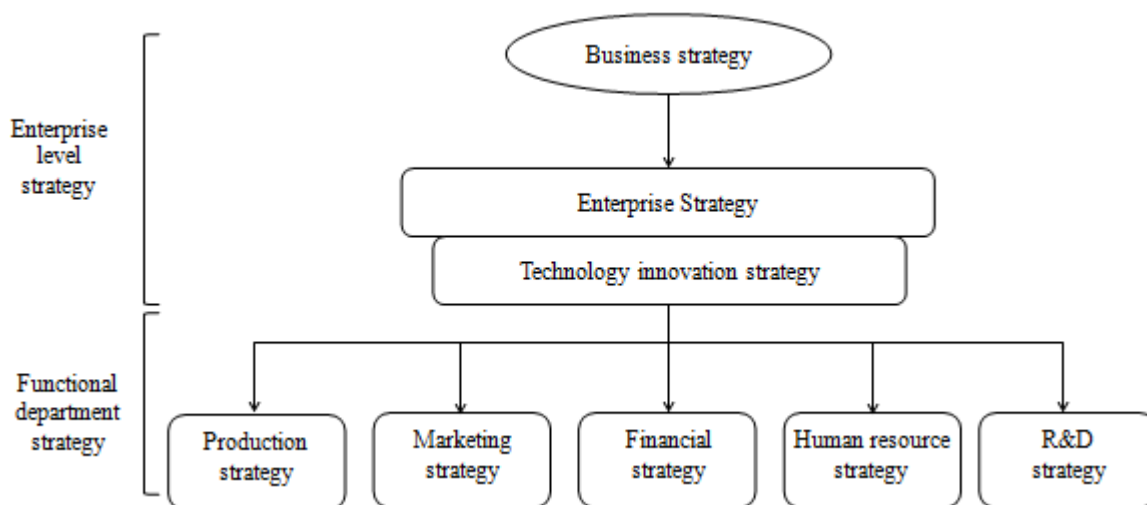 Business strategy
Enterprise
level
strategy
Enterprise Strategy
Technology innovation strategy
Functional
department
strategy
Production
strategy
Marketing
strategy
Financial
strategy
Human resource
strategy
R&D
strategy